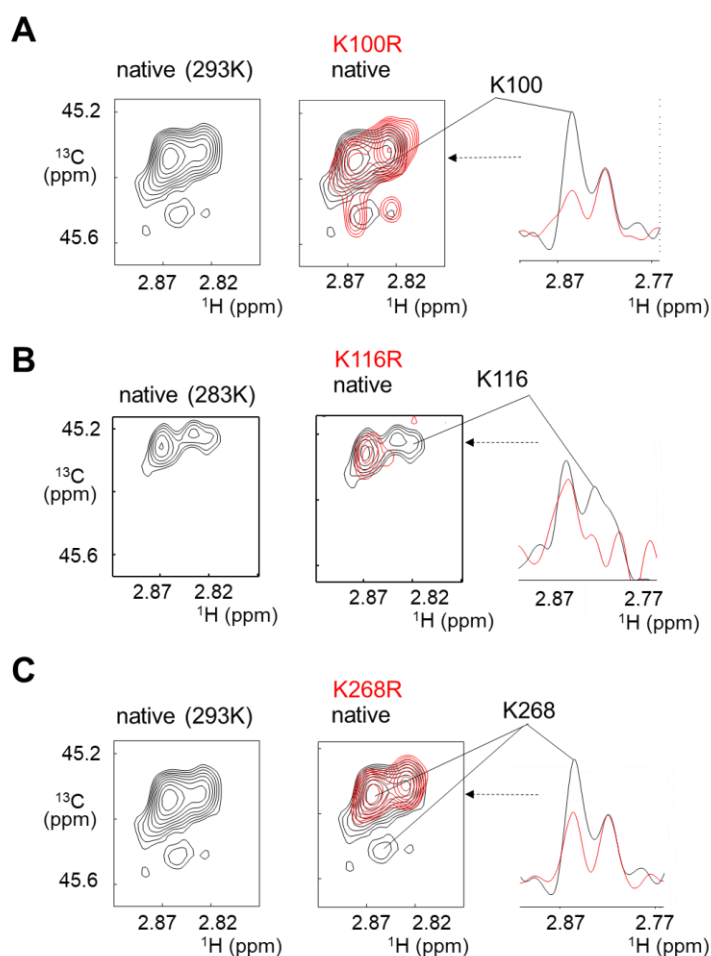 A
K100R
native (293K)
native
K100
45.2
13C
(ppm)
45.6
2.87 2.82
1H (ppm)
2.87 2.82
1H (ppm)
2.87 2.77
1H (ppm)
B
K116R
native (283K)
native
K116
45.2
13C
(ppm)
45.6
2.87 2.82
1H (ppm)
2.87 2.82
1H (ppm)
2.87 2.77
1H (ppm)
C
K268R
native (293K)
native
K268
45.2
13C
(ppm)
45.6
2.87 2.82
1H (ppm)
2.87 2.82
1H (ppm)
2.87 2.77
1H (ppm)